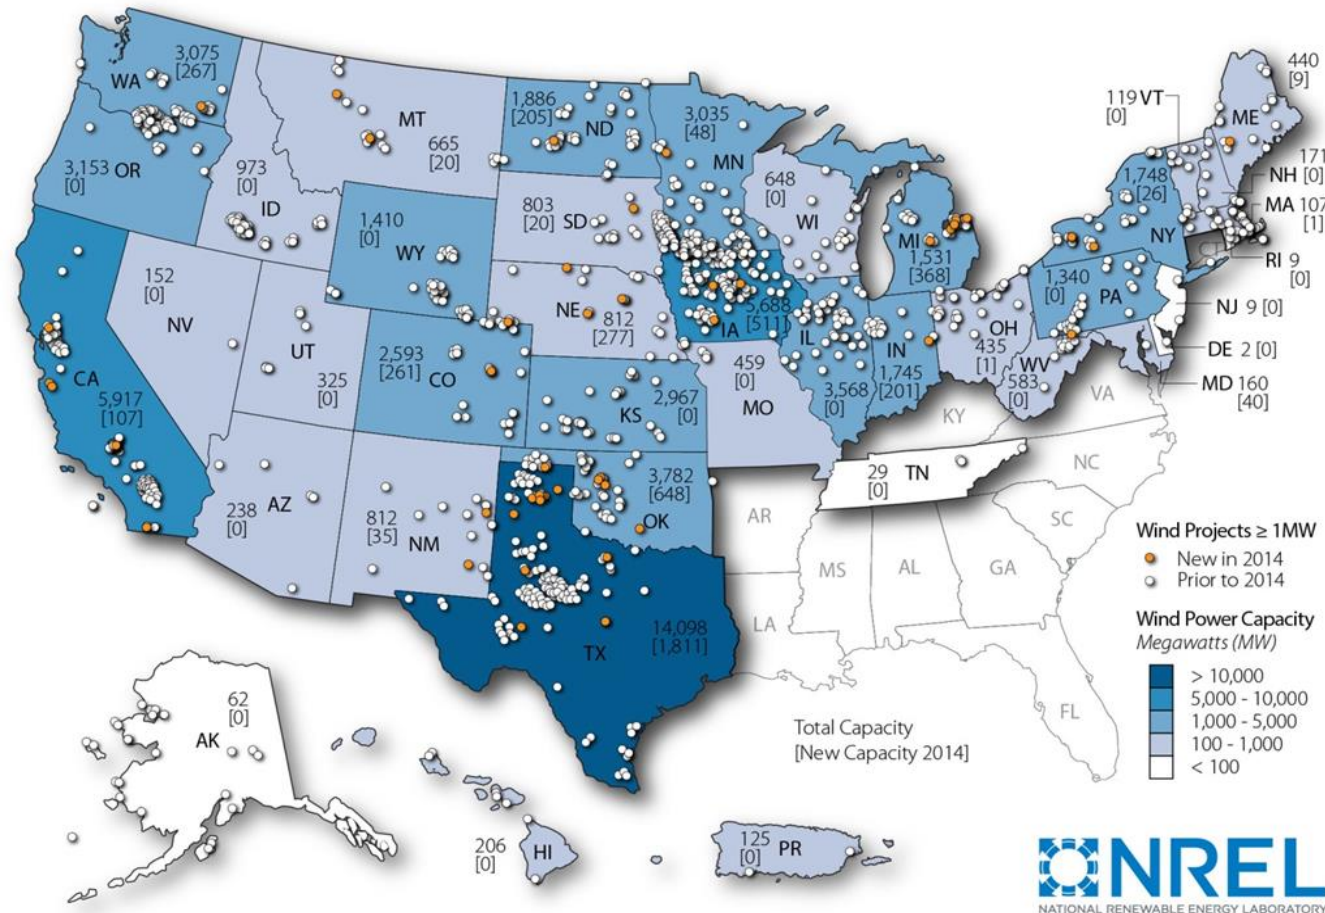 WA
3,075
[267]
3,153
[0]
OR
973
[0]
ID
MT
665
[20]
1,886
[205]
ND
3,035
[48]
MN
648
[0]
WI
803
[20]
SD
1,410
[0]
WY
152
[0]
NV
UT
325
[0]
CA
5,917
[107]
2,593
[261]
CO
NE
812
[277]
5,688
IA
[511]
2,967
[0]
KS
459
[0]
MO
IL
3,568
[0]
IN
1,745
[201]
MI
1,531
[368]
OH
435
[1]
WV
583
[0]
1,340
[0]
PA
1,748
[26]
NY
119 VT
[0]
440
[9]
ME
171
NH [0]
MA 107
[1]
RI 9
[0]
NJ 9 [0]
DE 2 [0]
MD 160
[40]
KY
VA
NC
SC
29
[0]
TN
AR
MS
AL
GA
LA
FL
238
[0]
AZ
812
[35]
NM
3,782
[648]
OK
14,098
[1,811]
TX
62
[0]
AK
206
[0]
HI
125
[0]
PR
Total Capacity
[New Capacity 2014]
Wind Projects ≥ 1MW
New in 2014
Prior to 2014
Wind Power Capacity
Megawatts (MW)
> 10,000
5,000 - 10,000
1,000 - 5,000
100 - 1,000
< 100
NREL
NATIONAL RENEWABLE ENERGY LABORATORY